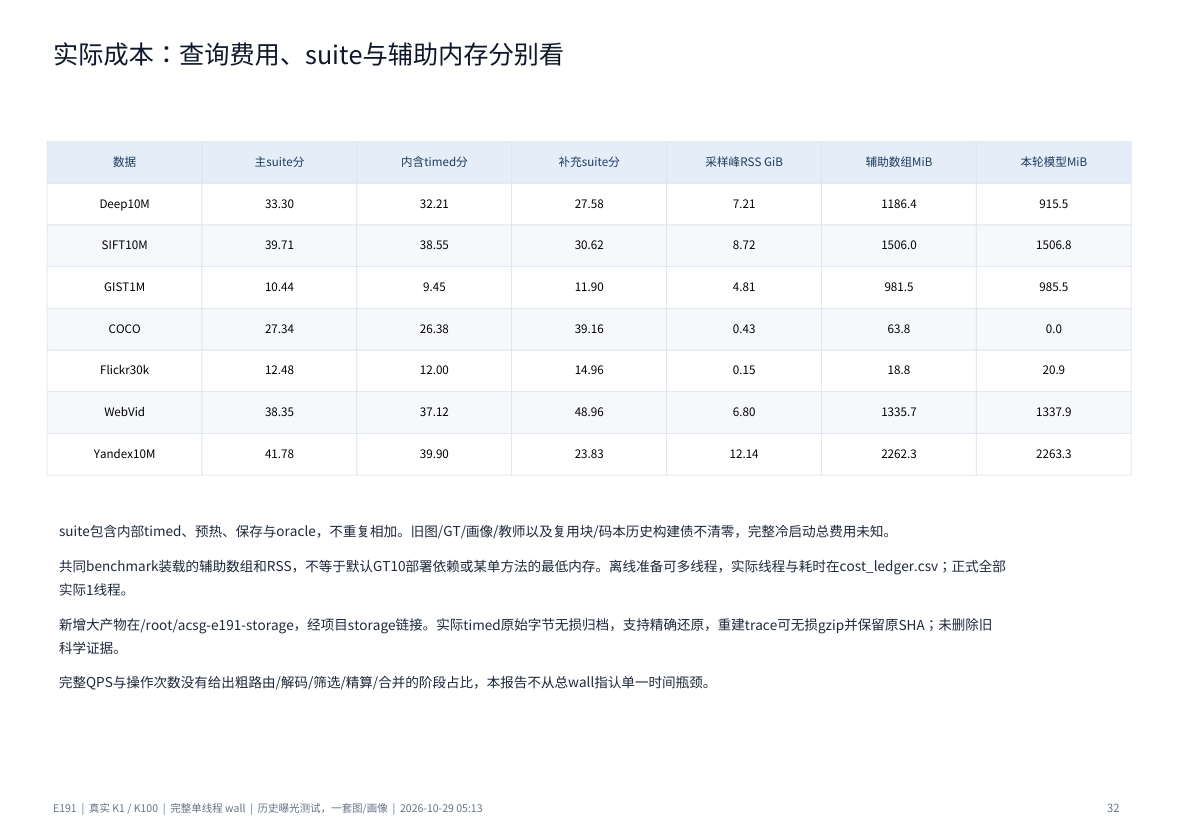 实际成本：查询费用、suite与辅助内存分别看
数据 主suite分 内含timed分 补充suite分 采样峰RSS GiB 辅助数组MiB 本轮模型MiB
Deep10M 33.30 32.21 27.58 7.21 1186.4 915.5
SIFT10M 39.71 38.55 30.62 8.72 1506.0 1506.8
GIST1M 10.44 9.45 11.90 4.81 981.5 985.5
COCO 27.34 26.38 39.16 0.43 63.8 0.0
Flickr30k 12.48 12.00 14.96 0.15 18.8 20.9
WebVid 38.35 37.12 48.96 6.80 1335.7 1337.9
Yandex10M 41.78 39.90 23.83 12.14 2262.3 2263.3
suite包含内部timed、预热、保存与oracle，不重复相加。旧图/GT/画像/教师以及复用块/码本历史构建债不清零，完整冷启动总费用未知。
共同benchmark装载的辅助数组和RSS，不等于默认GT10部署依赖或某单方法的最低内存。离线准备可多线程，实际线程与耗时在cost_ledger.csv；正式全部
实际1线程。
新增大产物在/root/acsg-e191-storage，经项目storage链接。实际timed原始字节无损归档，支持精确还原，重建trace可无损gzip并保留原SHA；未删除旧
科学证据。
完整QPS与操作次数没有给出粗路由/解码/筛选/精算/合并的阶段占比，本报告不从总wall指认单一时间瓶颈。
E191 | 真实 K1 / K100 | 完整单线程 wall | 历史曝光测试，一套图/画像 | 2026-10-29 05:13 32